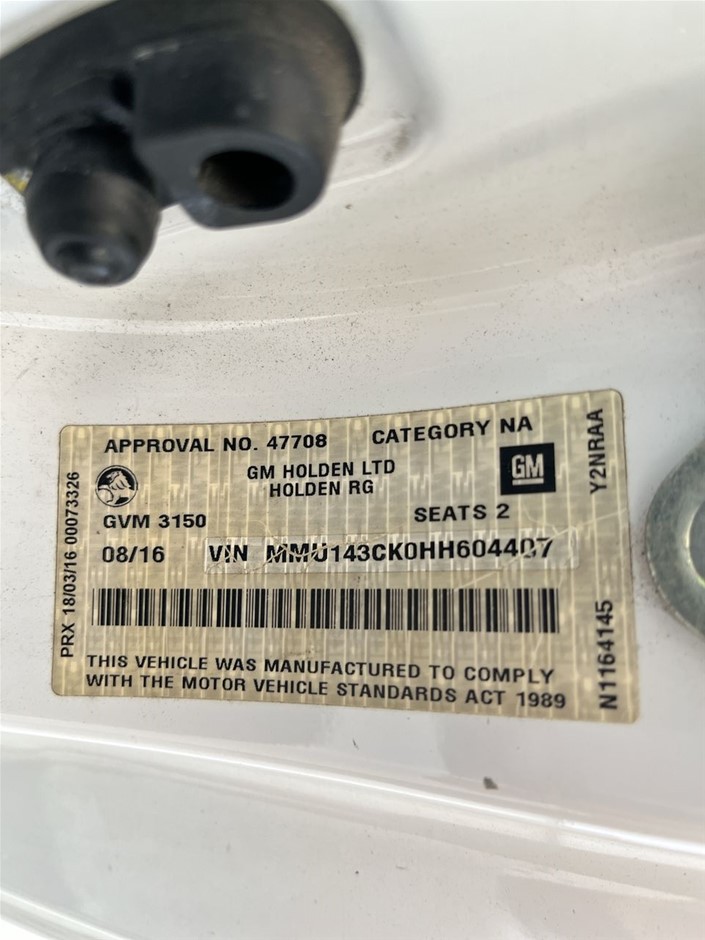 APPROVAL NO. 47708 CATEGORY NA
GM HOLDEN LTD
HOLDEN RG
GM
GVM 3150 SEATS 2
08/16 VIN MMU143CK0HH604407
THIS VEHICLE WAS MANUFACTURED TO COMPLY
WITH THE MOTOR VEHICLE STANDARDS ACT 1989
PRX 18/03/16 00073326
Y2NRAA
N1164145